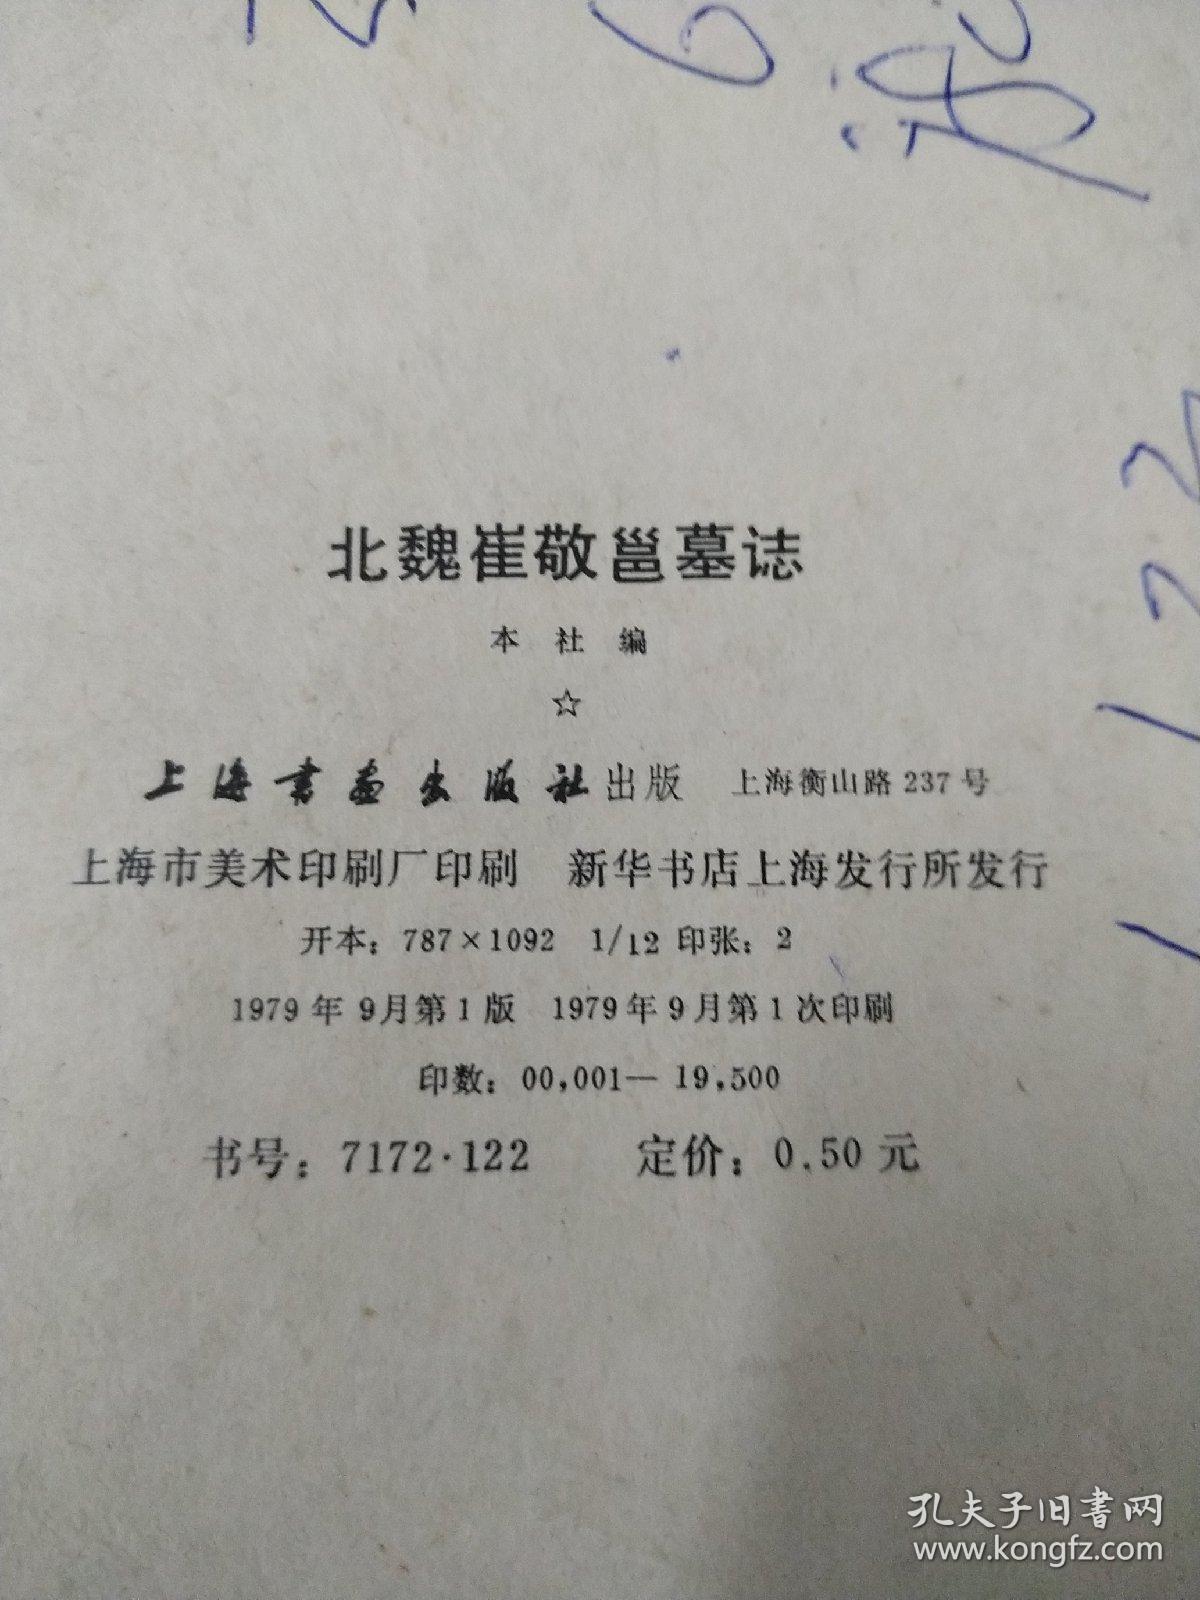 北魏崔敬邕墓志
本社编
☆
上海书画出版社出版 上海衡山路237号
上海市美术印刷厂印刷 新华书店上海发行所发行
开本：787×1092 1/12 印张：2
1979年9月第1版 1979年9月第1次印刷
印数：00,001—19,500
书号：7172·122 定价：0.50元
孔夫子旧书网
www.kongfz.com